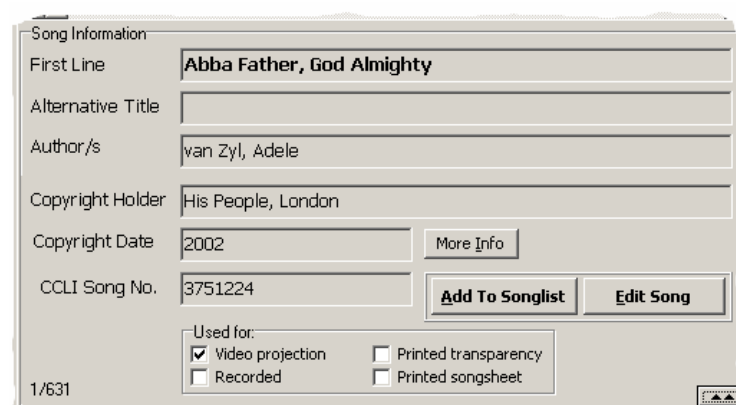 Song Information
First Line Abba Father, God Almighty
Alternative Title
Author/s van Zyl, Adele
Copyright Holder His People, London
Copyright Date 2002 More Info
CCLI Song No. 3751224 Add To Songlist Edit Song
Used for:
Video projection Printed transparency
Recorded Printed songsheet
1/631